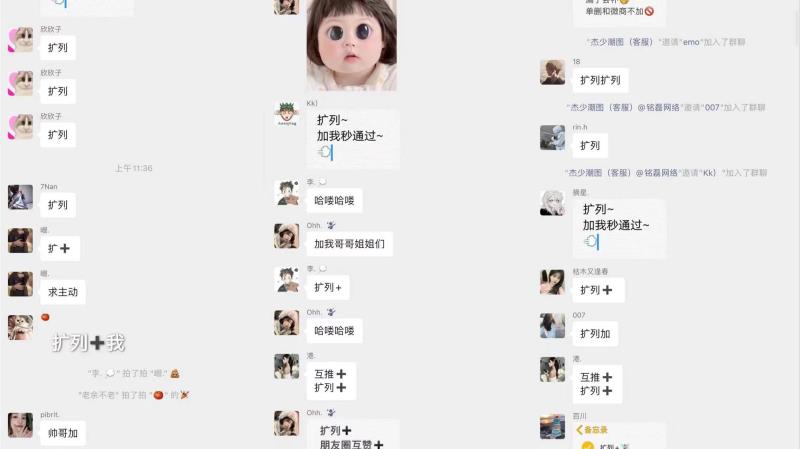 欣欣子
扩列
欣欣子
扩列
欣欣子
扩列
上午11:36
7Nan
扩列
嘬.
扩➕
嘬.
求主动
扩列➕我
“李.” 拍了拍 “嘬.”
“老余不老” 拍了拍 “🍅” 的
pibrlt.
帅哥加
Kk)
扩列~
加我秒通过~
李.
哈喽哈喽
Ohh.
加我哥哥姐姐们
李.
扩列+
Ohh.
哈喽哈喽
港.
互推➕
扩列➕
Ohh.
扩列➕
朋友圈互赞➕
单删和微商不加🚫
“杰少潮图（客服）”邀请“emo”加入了群聊
18
扩列扩列
“杰少潮图（客服）@铭磊网络”邀请“007”加入了群聊
rin.h
扩列
“杰少潮图（客服）@铭磊网络”邀请“Kk）”加入了群聊
摘星.
扩列~
加我秒通过~
枯木又逢春
扩列➕
007
扩列加
港.
互推➕
扩列➕
百川
备忘录
扩列+